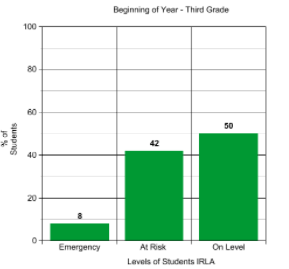 Beginning of Year - Third Grade
% of
Students
100
80
60
40
20
0
8
42
50
Emergency At Risk On Level
Levels of Students IRLA